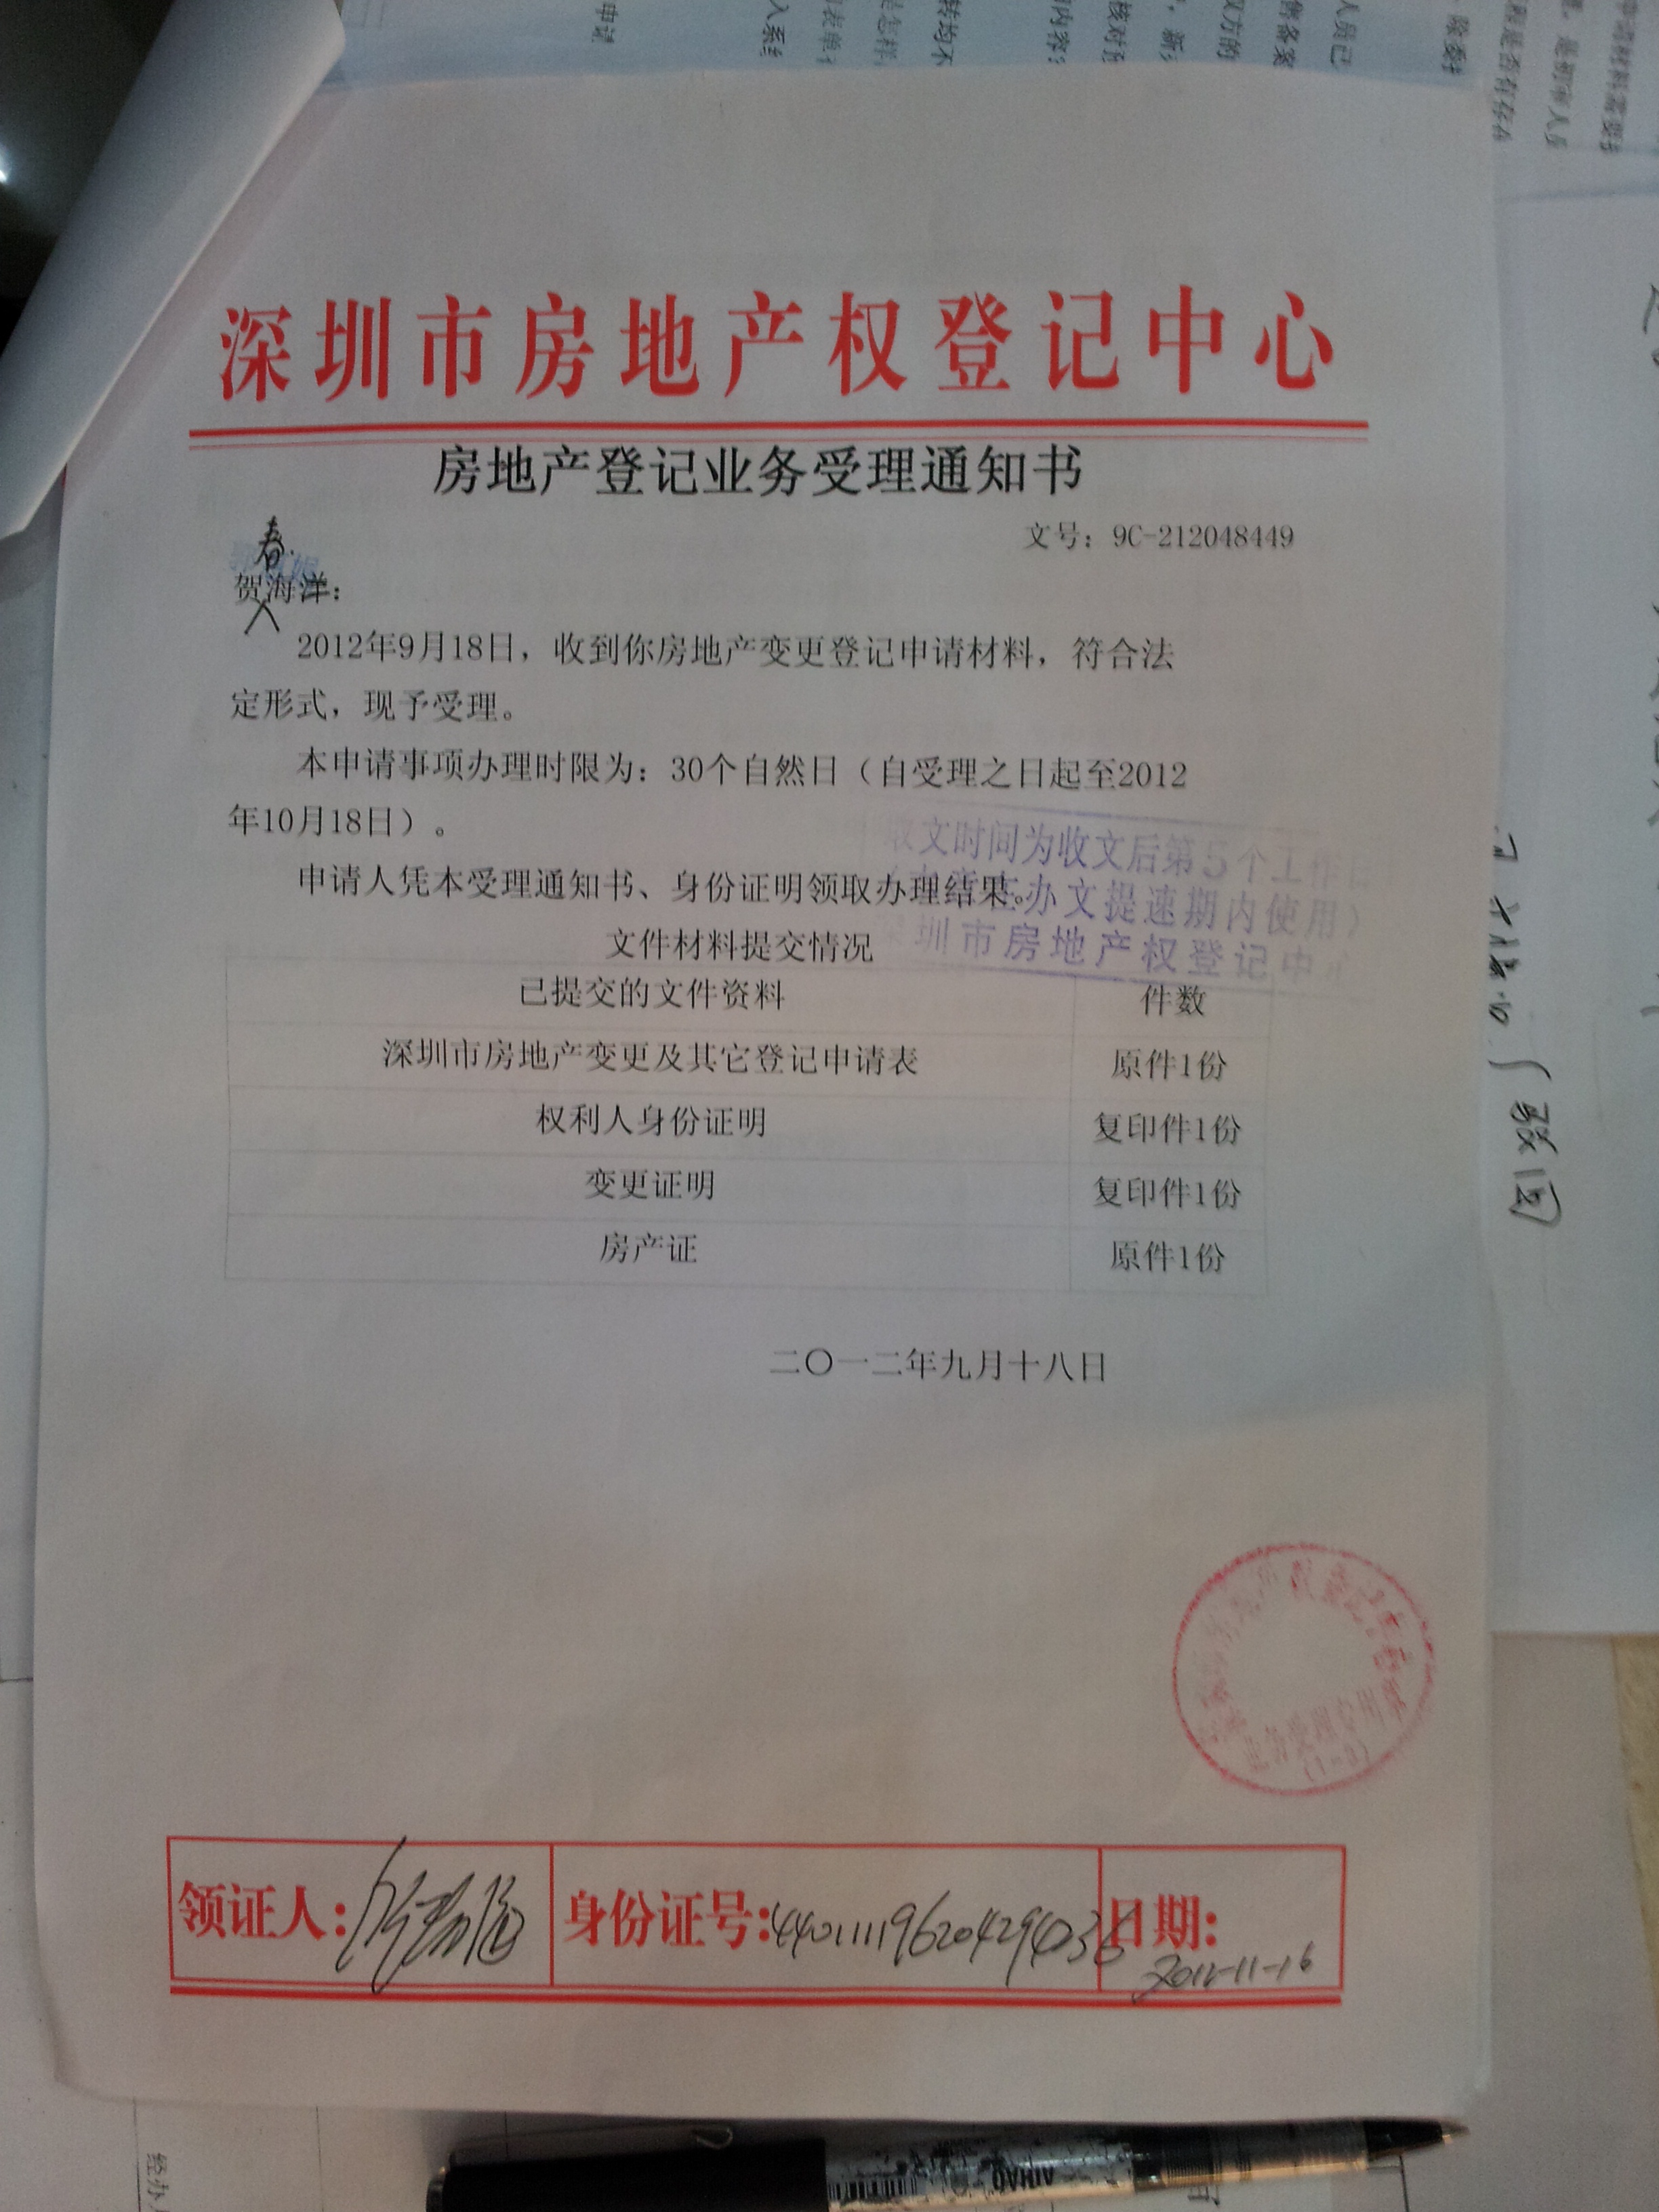 深圳市房地产权登记中心
房地产登记业务受理通知书
文号：9C-212048449
春
贺海洋：
2012年9月18日，收到你房地产变更登记申请材料，符合法
定形式，现予受理。
本申请事项办理时限为：30个自然日（自受理之日起至2012
年10月18日）。
取文时间为收文后第5个工作日
申请人凭本受理通知书、身份证明领取办理结果。
办文提速期内使用）
深圳市房地产权登记中心
文件材料提交情况
已提交的文件资料 件数
深圳市房地产变更及其它登记申请表 原件1份
权利人身份证明 复印件1份
变更证明 复印件1份
房产证 原件1份
二〇一二年九月十八日
业务受理专用章
领证人： 身份证号：440111196204294036 日期：
2012-11-16
AIHAO
经办